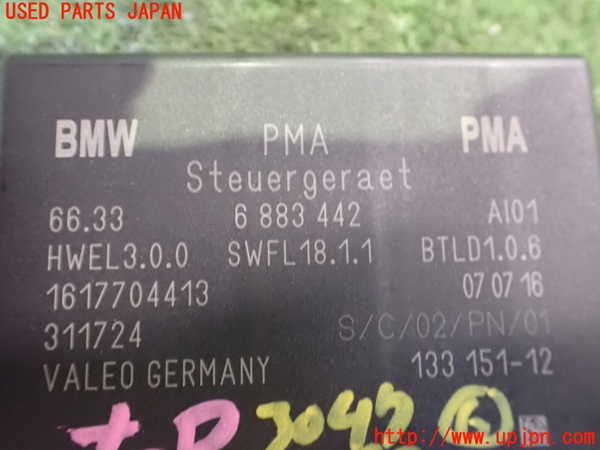 USED PARTS JAPAN
BMW PMA PMA
Steuergeraet
66.33 6 883 442 AI01
HWEL3.0.0 SWFL18.1.1 BTLD1.0.6
1617704413 07 07 16
311724 S/C/02/PN/01
VALEO GERMANY 133 151-12
http://www.upjpn.com/